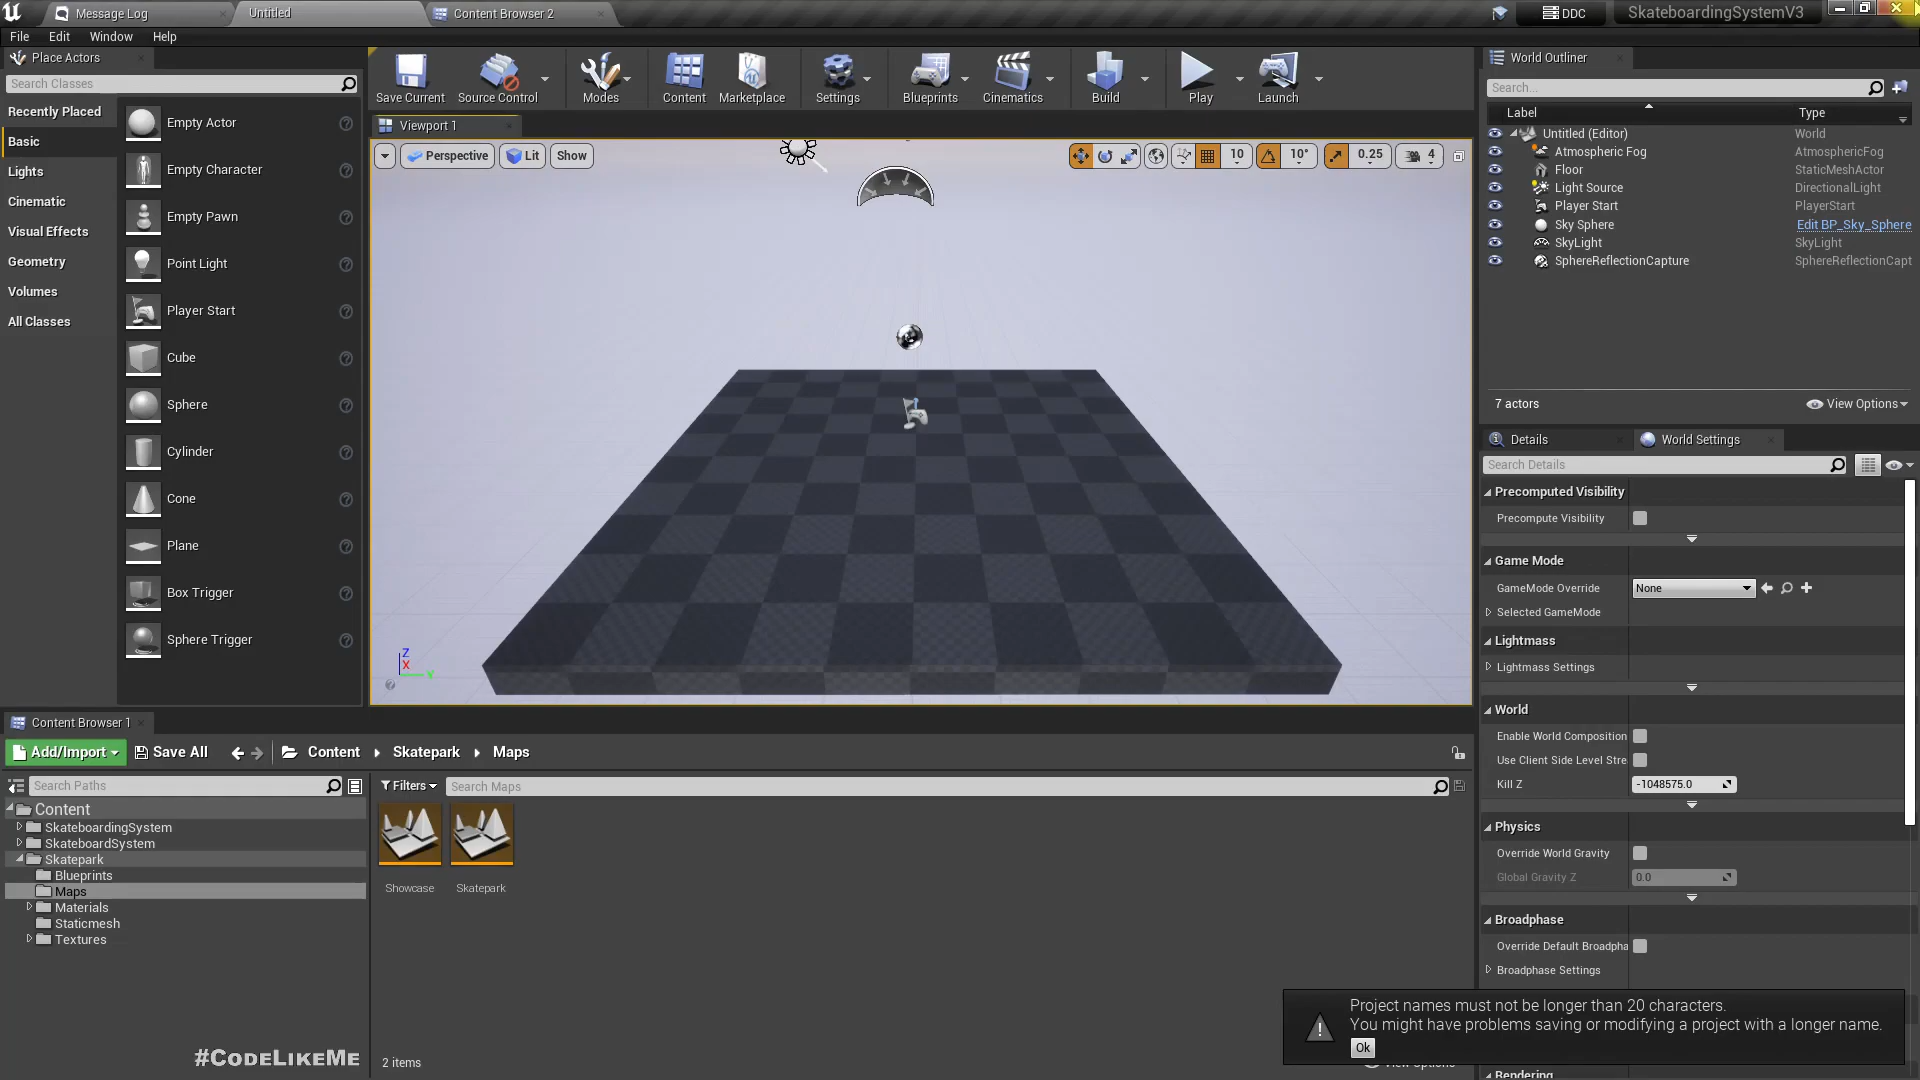 Message Log
Untitled
Content Browser 2
DDC
SkateboardingSystemV3
File Edit Window Help
Place Actors
Search Classes
Recently Placed
Basic
Lights
Cinematic
Visual Effects
Geometry
Volumes
All Classes
Empty Actor
Empty Character
Empty Pawn
Point Light
Player Start
Cube
Sphere
Cylinder
Cone
Plane
Box Trigger
Sphere Trigger
Save Current
Source Control
Modes
Content
Marketplace
Settings
Blueprints
Cinematics
Build
Play
Launch
Viewport 1
Perspective
Lit
Show
10
10°
0.25
4
Z
X
Y
World Outliner
Search...
Label Type
Untitled (Editor) World
Atmospheric Fog AtmosphericFog
Floor StaticMeshActor
Light Source DirectionalLight
Player Start PlayerStart
Sky Sphere Edit BP_Sky_Sphere
SkyLight SkyLight
SphereReflectionCapture SphereReflectionCapt
7 actors
View Options
Details
World Settings
Search Details
Precomputed Visibility
Precompute Visibility
Game Mode
GameMode Override None
Selected GameMode
Lightmass
Lightmass Settings
World
Enable World Composition
Use Client Side Level Stre
Kill Z -1048575.0
Physics
Override World Gravity
Global Gravity Z 0.0
Broadphase
Override Default Broadpha
Broadphase Settings
Rendering
Content Browser 1
Add/Import
Save All
Content
Skatepark
Maps
Search Paths
Filters
Search Maps
Content
SkateboardingSystem
SkateboardSystem
Skatepark
Blueprints
Maps
Materials
Staticmesh
Textures
Showcase
Skatepark
2 items
View Options
#CodeLikeMe
Project names must not be longer than 20 characters.
You might have problems saving or modifying a project with a longer name.
Ok